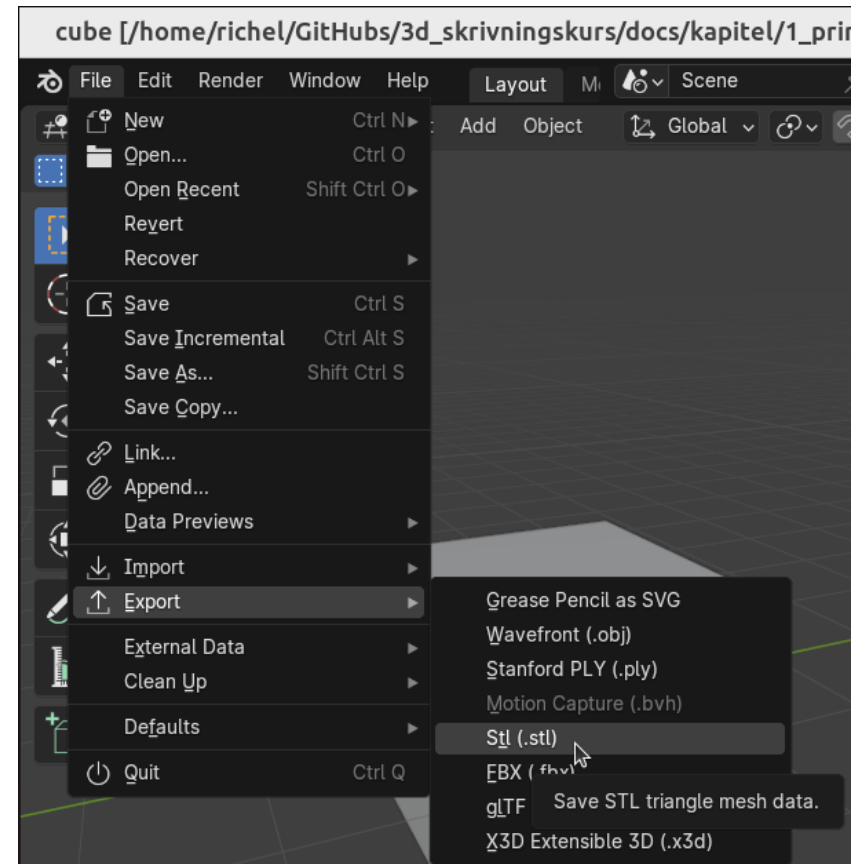 cube [/home/richel/GitHubs/3d_skrivningskurs/docs/kapitel/1_prin
File Edit Render Window Help Layout Scene
Add Object Global
New Ctrl N
Open... Ctrl O
Open Recent Shift Ctrl O
Revert
Recover
Save Ctrl S
Save Incremental Ctrl Alt S
Save As... Shift Ctrl S
Save Copy...
Link...
Append...
Data Previews
Import
Export
External Data
Clean Up
Defaults
Quit Ctrl Q
Grease Pencil as SVG
Wavefront (.obj)
Stanford PLY (.ply)
Motion Capture (.bvh)
Stl (.stl)
FBX (.fbx)
glTF
Save STL triangle mesh data.
X3D Extensible 3D (.x3d)